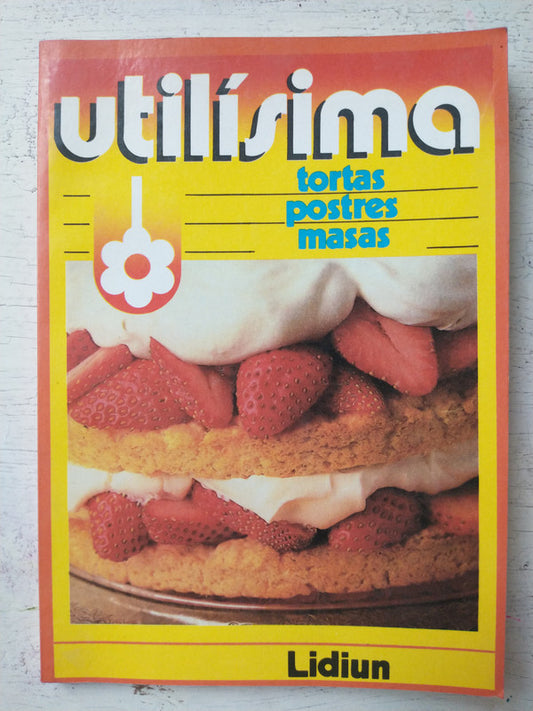 utilísima
tortas
postres
masas
Lidiun